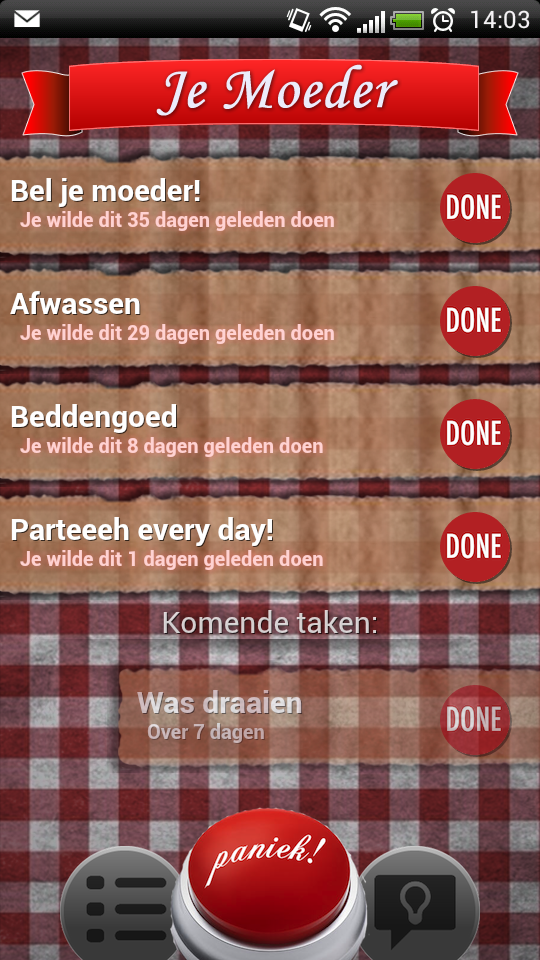 14:03
Je Moeder
Bel je moeder!
Je wilde dit 35 dagen geleden doen
DONE
Afwassen
Je wilde dit 29 dagen geleden doen
DONE
Beddengoed
Je wilde dit 8 dagen geleden doen
DONE
Parteeeh every day!
Je wilde dit 1 dagen geleden doen
DONE
Komende taken:
Was draaien
Over 7 dagen
DONE
paniek!